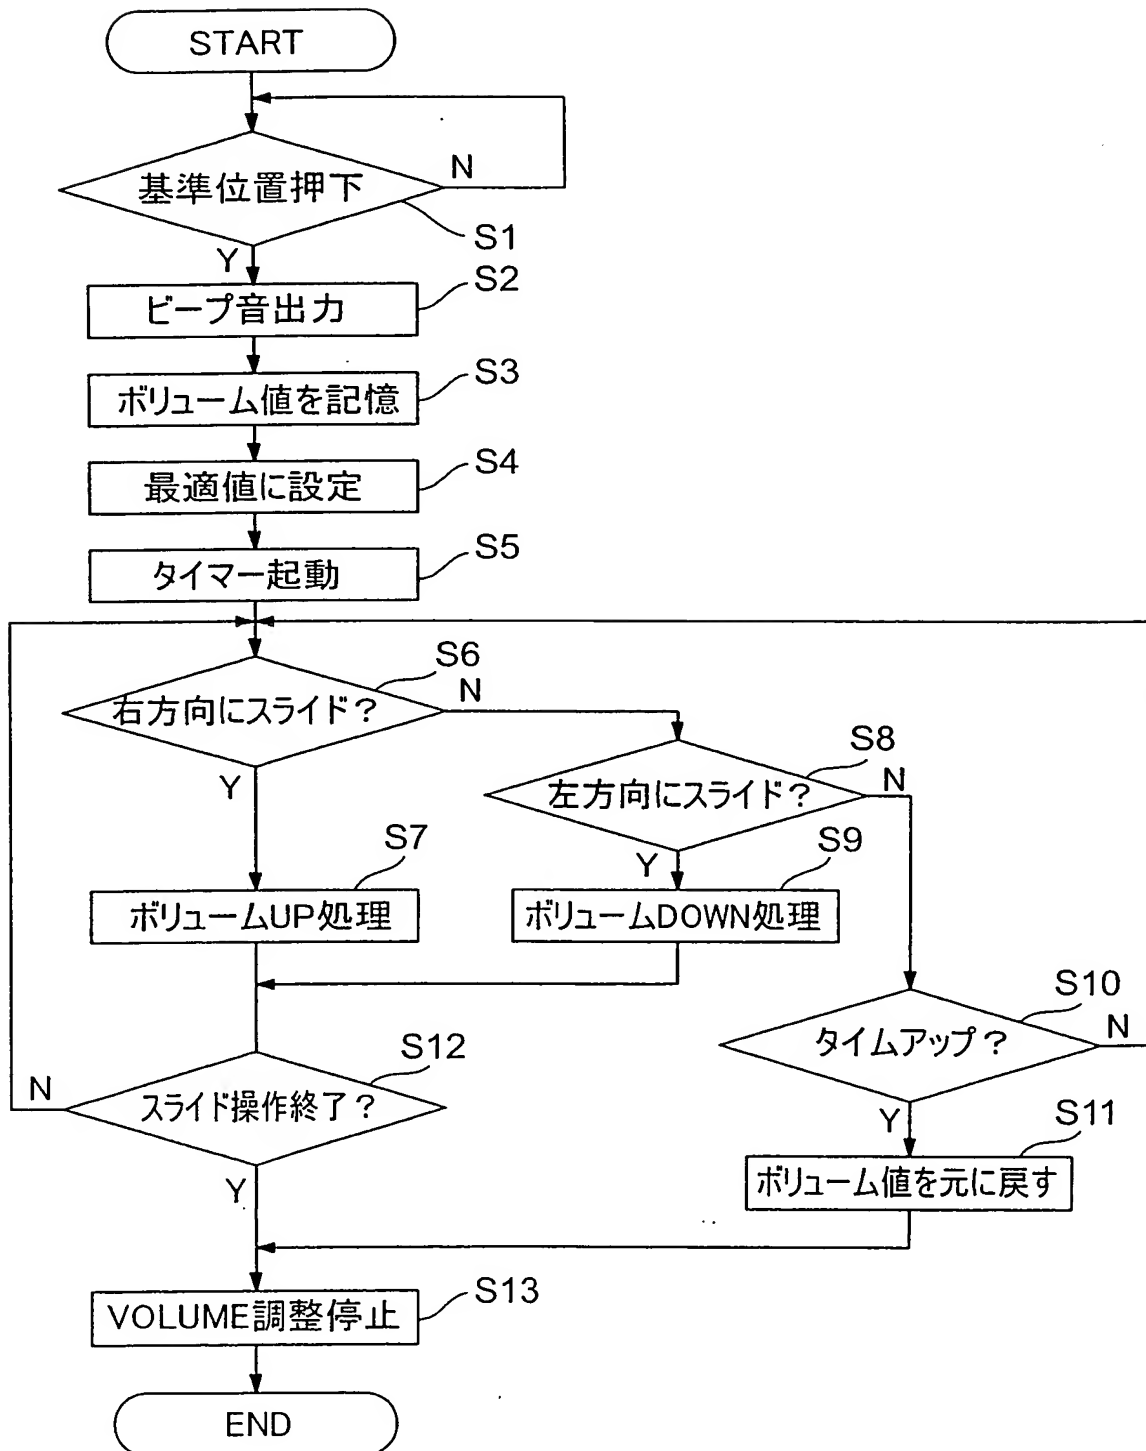 START
基準位置押下
N
S1
Y
S2
ビープ音出力
S3
ボリューム値を記憶
S4
最適値に設定
S5
タイマー起動
S6
右方向にスライド?
N
Y
S8
左方向にスライド?
N
Y
S7
ボリュームUP処理
S9
ボリュームDOWN処理
S10
タイムアップ?
N
Y
S12
スライド操作終了?
N
Y
S11
ボリューム値を元に戻す
S13
VOLUME調整停止
END